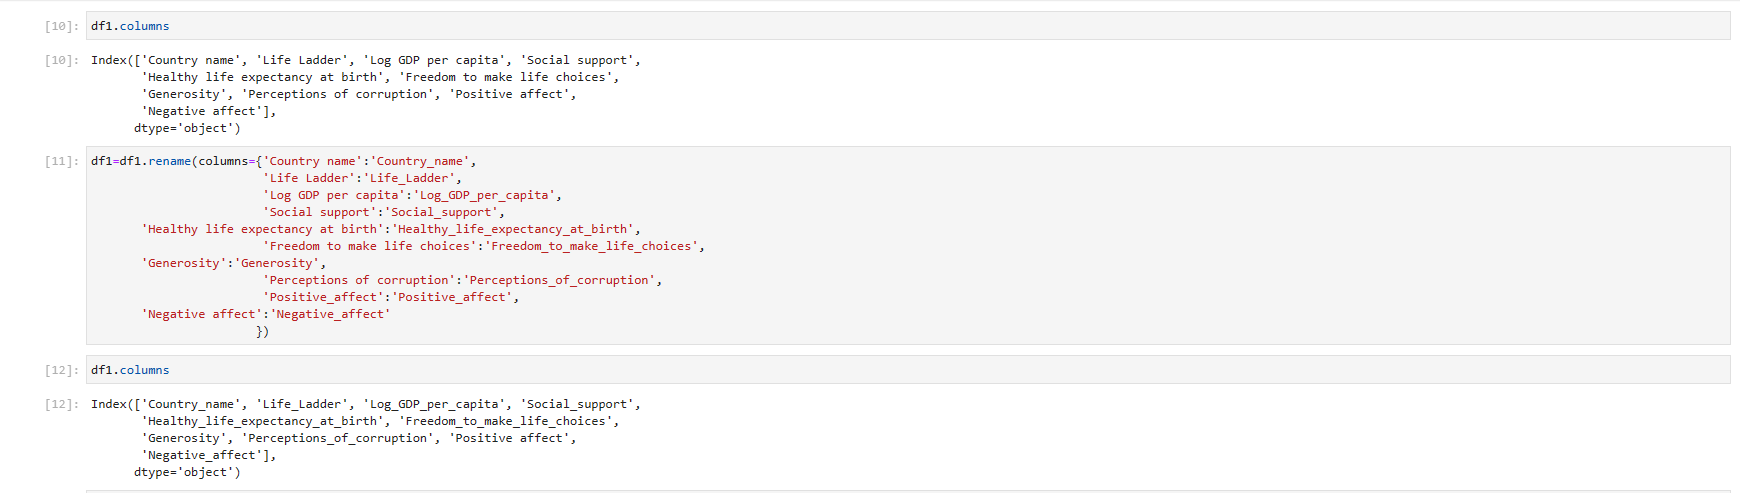 [10]: df1.columns
[10]: Index(['Country name', 'Life Ladder', 'Log GDP per capita', 'Social support',
'Healthy life expectancy at birth', 'Freedom to make life choices',
'Generosity', 'Perceptions of corruption', 'Positive affect',
'Negative affect'],
dtype='object')
[11]: df1=df1.rename(columns={'Country name':'Country_name',
'Life Ladder':'Life_Ladder',
'Log GDP per capita':'Log_GDP_per_capita',
'Social support':'Social_support',
'Healthy life expectancy at birth':'Healthy_life_expectancy_at_birth',
'Freedom to make life choices':'Freedom_to_make_life_choices',
'Generosity':'Generosity',
'Perceptions of corruption':'Perceptions_of_corruption',
'Positive_affect':'Positive_affect',
'Negative affect':'Negative_affect'
})
[12]: df1.columns
[12]: Index(['Country_name', 'Life_Ladder', 'Log_GDP_per_capita', 'Social_support',
'Healthy_life_expectancy_at_birth', 'Freedom_to_make_life_choices',
'Generosity', 'Perceptions_of_corruption', 'Positive affect',
'Negative_affect'],
dtype='object')